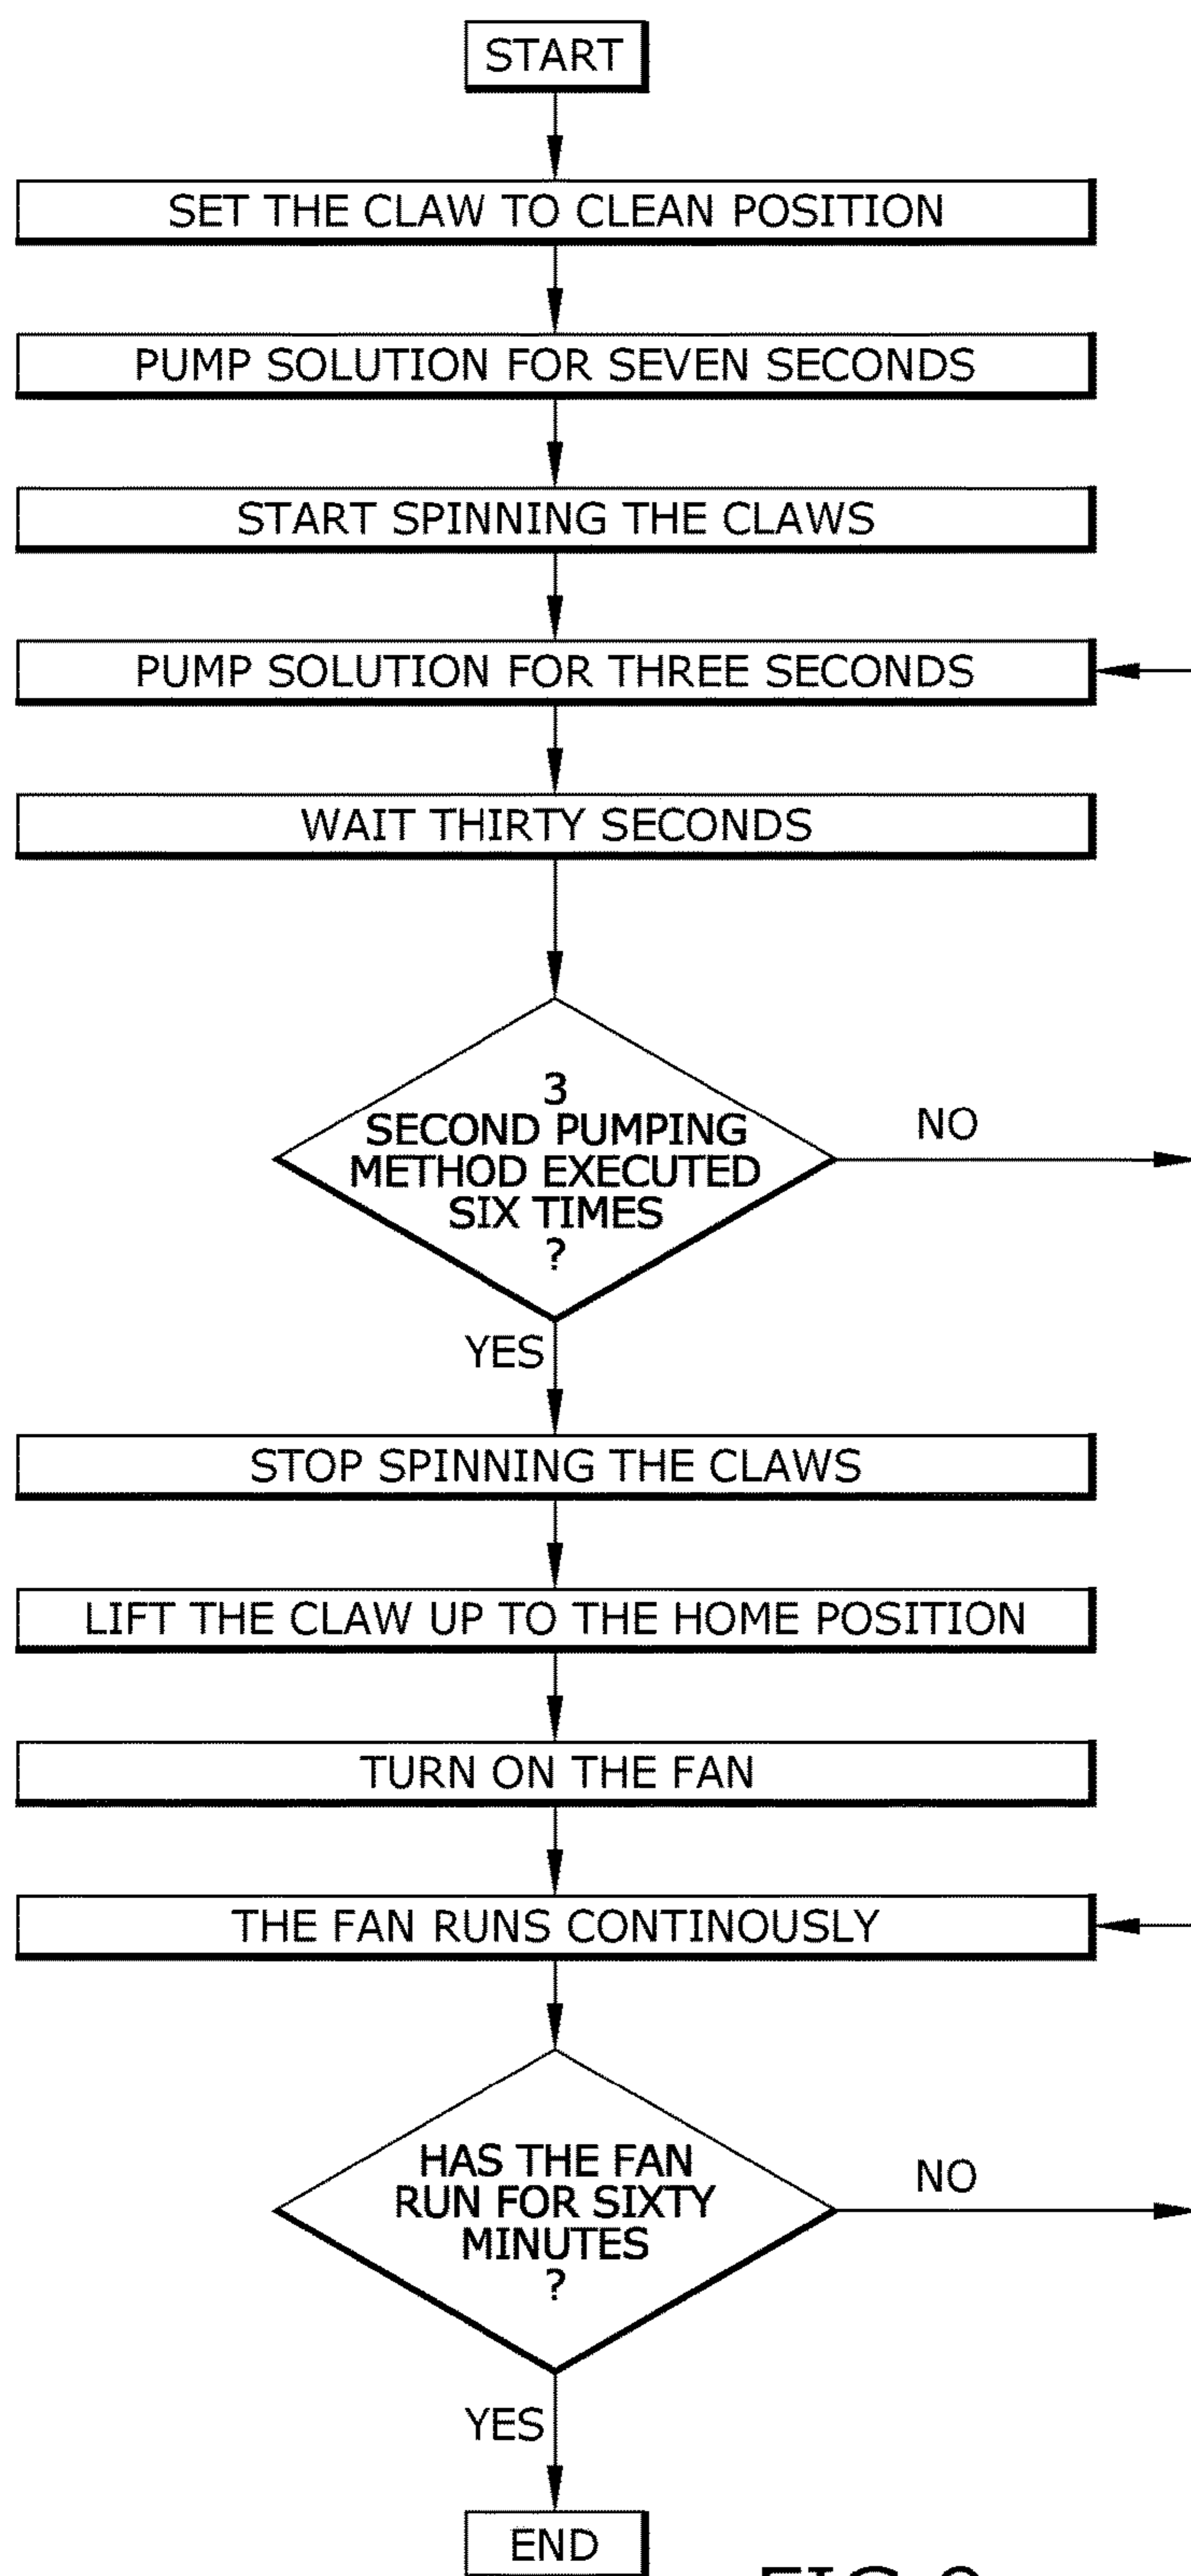 START
SET THE CLAW TO CLEAN POSITION
PUMP SOLUTION FOR SEVEN SECONDS
START SPINNING THE CLAWS
PUMP SOLUTION FOR THREE SECONDS
WAIT THIRTY SECONDS
3
SECOND PUMPING
METHOD EXECUTED
SIX TIMES
?
NO
YES
STOP SPINNING THE CLAWS
LIFT THE CLAW UP TO THE HOME POSITION
TURN ON THE FAN
THE FAN RUNS CONTINOUSLY
HAS THE FAN
RUN FOR SIXTY
MINUTES
?
NO
YES
END